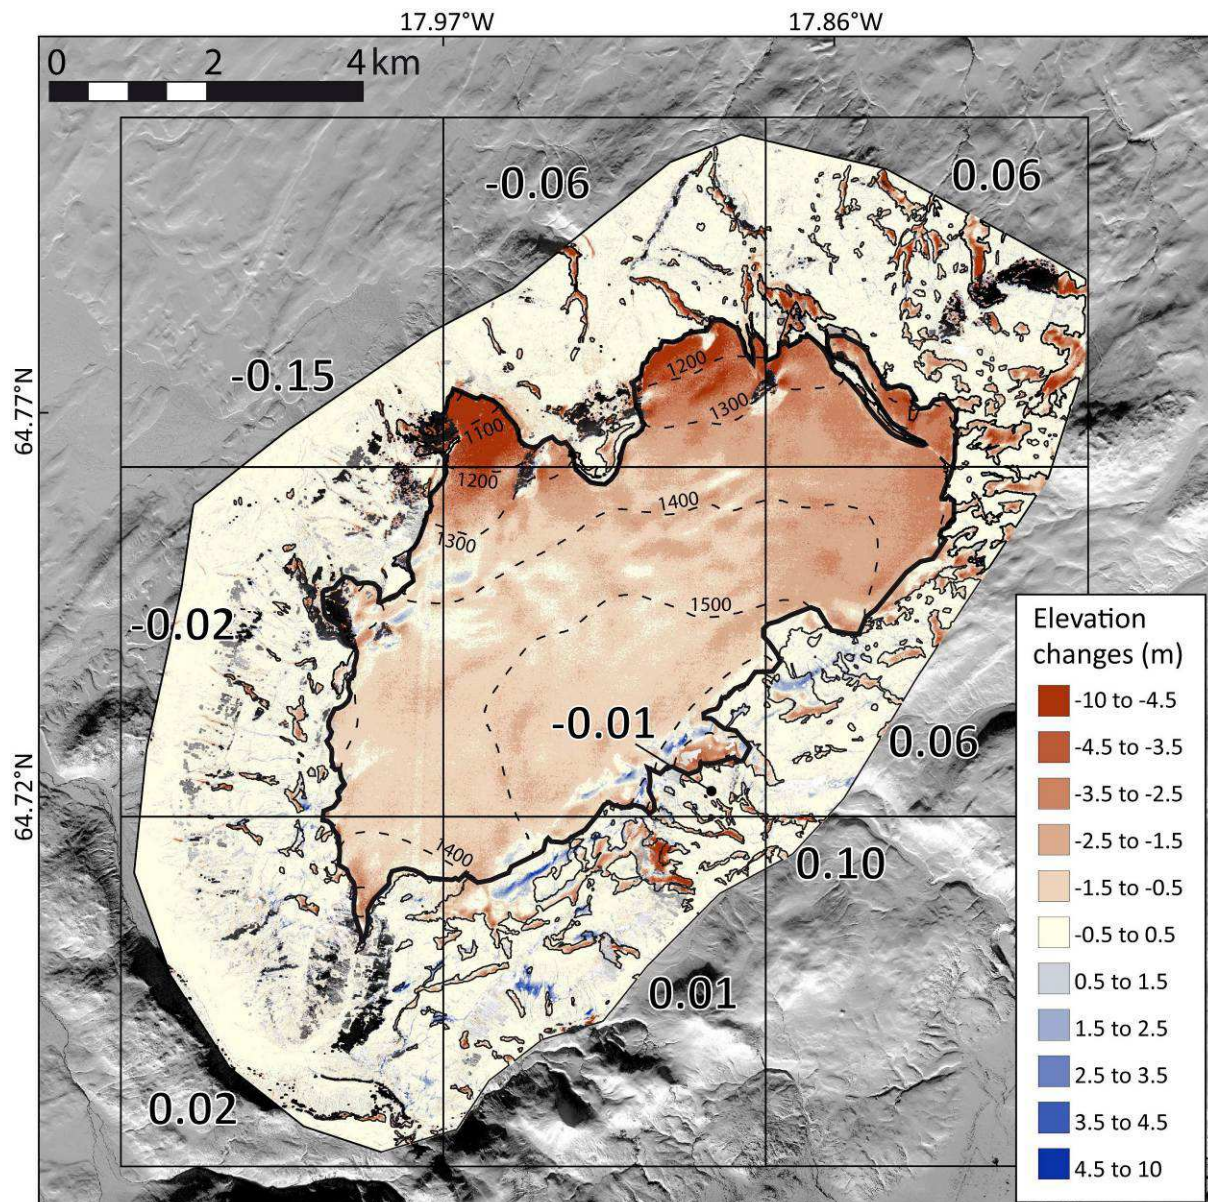 17.97°W 17.86°W
0 2 4 km
-0.06
0.06
-0.15
1200
1300
64.77°N
1100
1200
1400
1300
1500
-0.02
-0.01
0.06
64.72°N
1400
0.10
0.01
0.02
Elevation
changes (m)
-10 to -4.5
-4.5 to -3.5
-3.5 to -2.5
-2.5 to -1.5
-1.5 to -0.5
-0.5 to 0.5
0.5 to 1.5
1.5 to 2.5
2.5 to 3.5
3.5 to 4.5
4.5 to 10